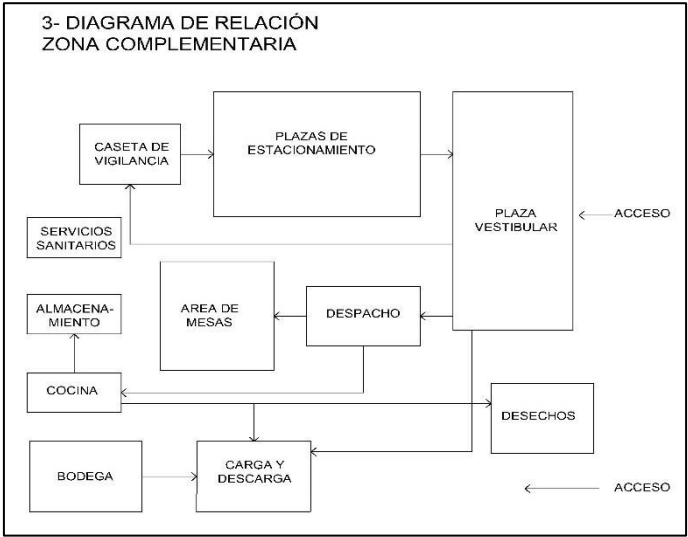 3- DIAGRAMA DE RELACIÓN
ZONA COMPLEMENTARIA
CASETA DE
VIGILANCIA
PLAZAS DE
ESTACIONAMIENTO
PLAZA
VESTIBULAR
ACCESO
SERVICIOS
SANITARIOS
ALMACENA-
MIENTO
AREA DE
MESAS
DESPACHO
COCINA
DESECHOS
BODEGA
CARGA Y
DESCARGA
ACCESO